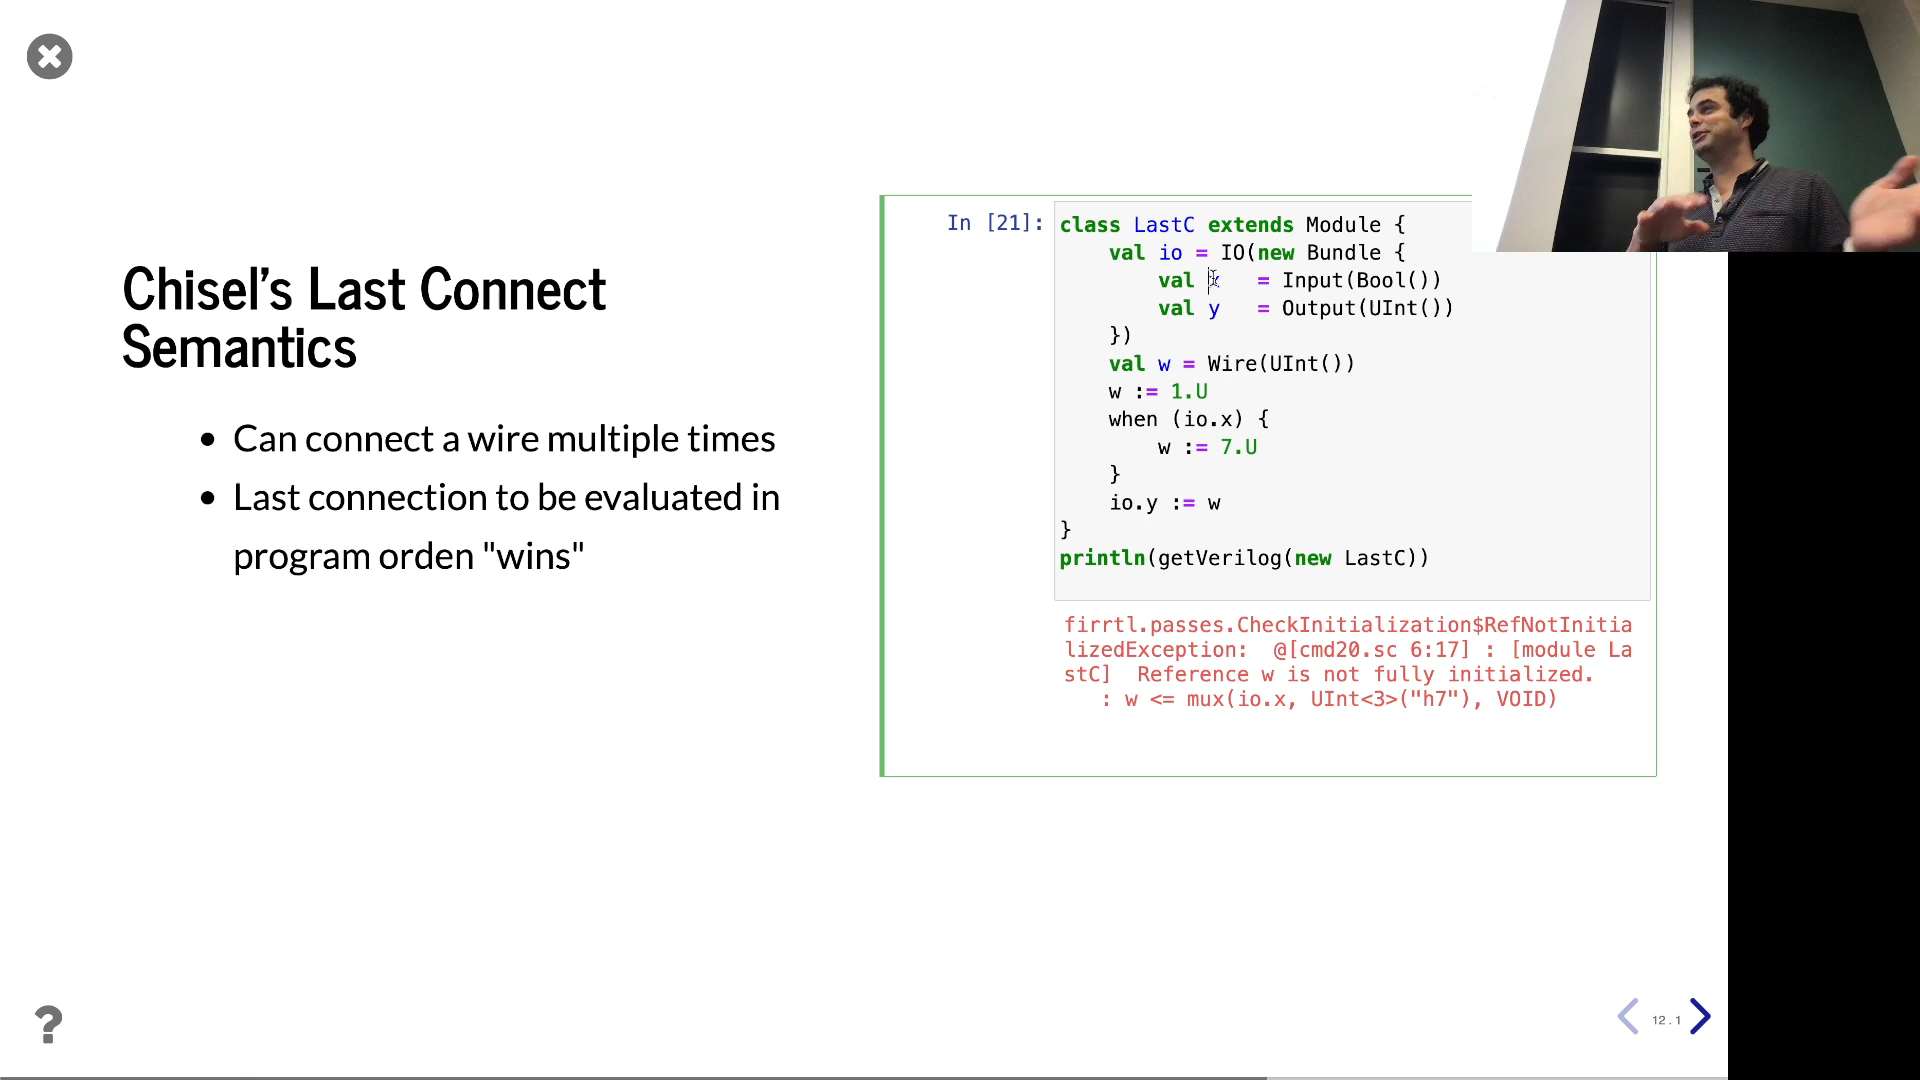 Chisel's Last Connect
Semantics
• Can connect a wire multiple times
• Last connection to be evaluated in
program orden "wins"
In [21]:
class LastC extends Module {
    val io = IO(new Bundle {
        val x   = Input(Bool())
        val y   = Output(UInt())
    })
    val w = Wire(UInt())
    w := 1.U
    when (io.x) {
        w := 7.U
    }
    io.y := w
}
println(getVerilog(new LastC))
firrtl.passes.CheckInitialization$RefNotInitia
lizedException:  @[cmd20.sc 6:17] : [module La
stC]  Reference w is not fully initialized.
   : w <= mux(io.x, UInt<3>("h7"), VOID)
?
12.1